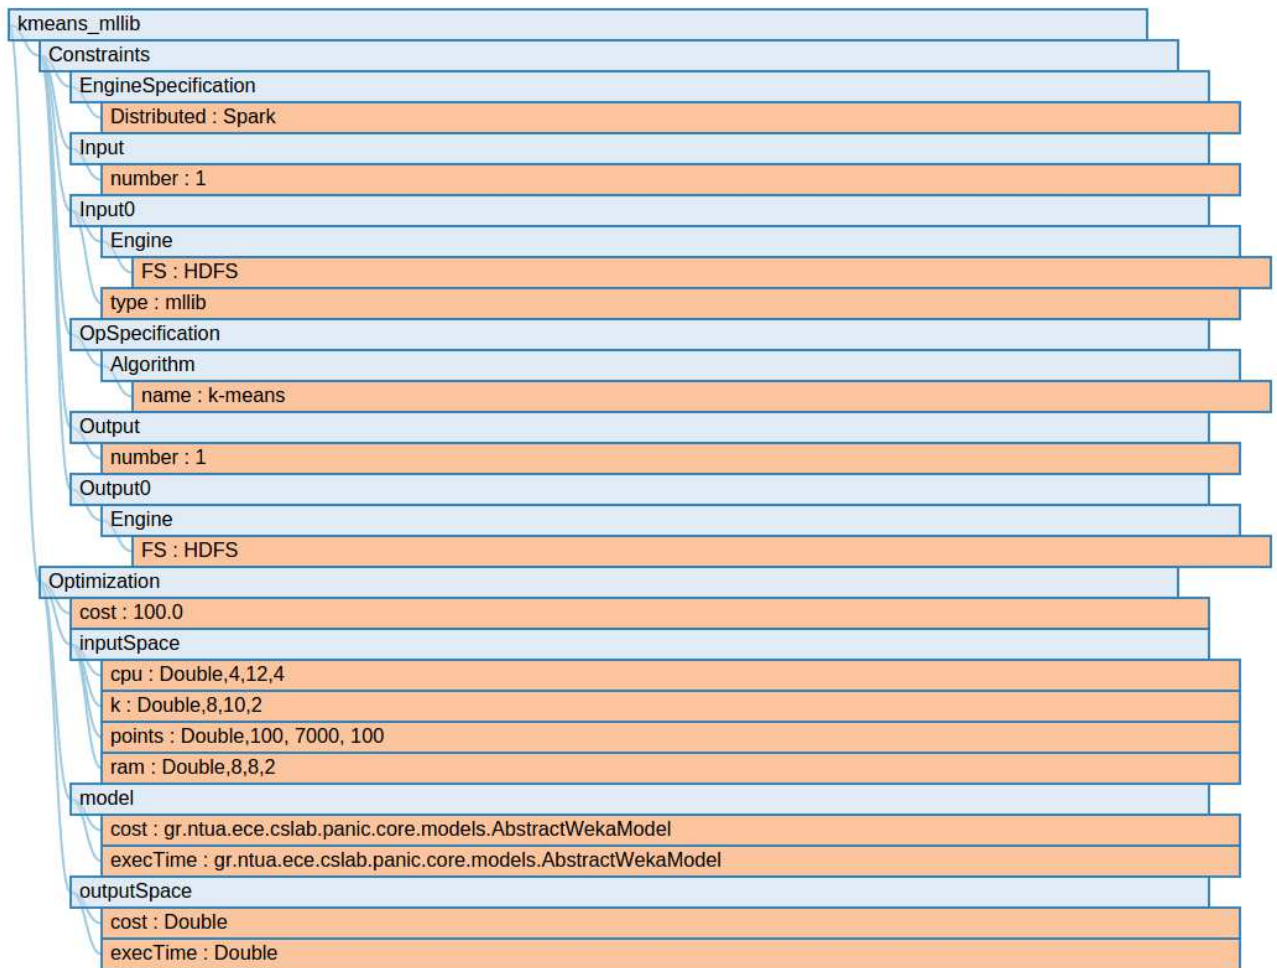 kmeans_mllib
Constraints
EngineSpecification
Distributed : Spark
Input
number : 1
Input0
Engine
FS : HDFS
type : mllib
OpSpecification
Algorithm
name : k-means
Output
number : 1
Output0
Engine
FS : HDFS
Optimization
cost : 100.0
inputSpace
cpu : Double,4,12,4
k : Double,8,10,2
points : Double,100, 7000, 100
ram : Double,8,8,2
model
cost : gr.ntua.ece.cslab.panic.core.models.AbstractWekaModel
execTime : gr.ntua.ece.cslab.panic.core.models.AbstractWekaModel
outputSpace
cost : Double
execTime : Double